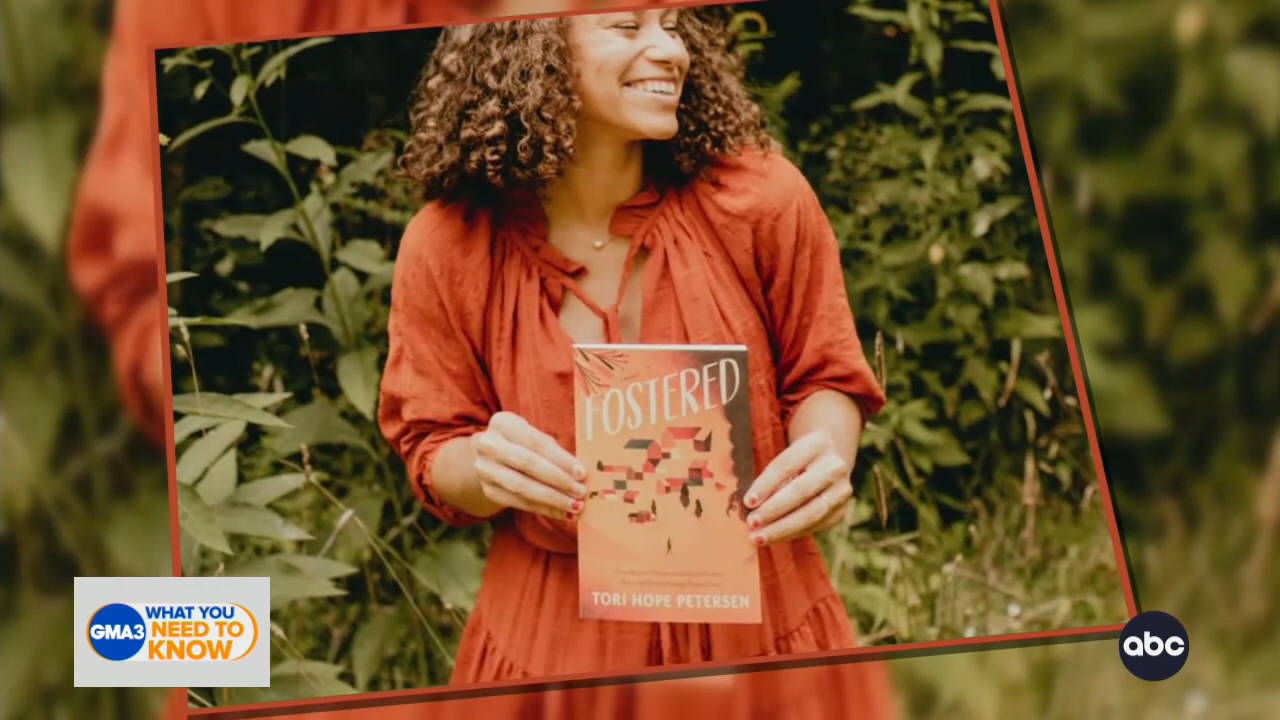 FOSTERED
TORI HOPE PETERSEN
GMA3
WHAT YOU
NEED TO
KNOW
abc